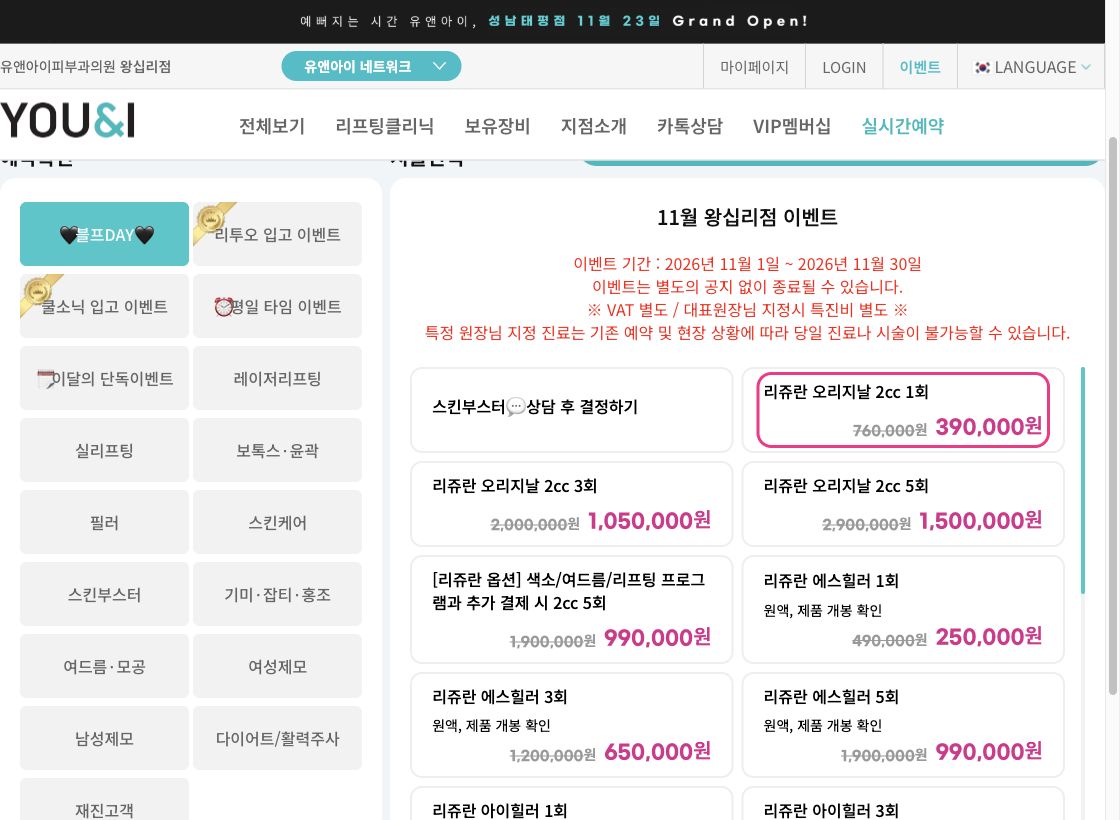 예뻐지는 시간 유앤아이, 성남태평점 11월 23일 Grand Open!
유앤아이피부과의원 왕십리점
유앤아이 네트워크
마이페이지
LOGIN
이벤트
LANGUAGE
YOU&I
전체보기
리프팅클리닉
보유장비
지점소개
카톡상담
VIP멤버십
실시간예약
블프DAY
리투오 입고 이벤트
쿨소닉 입고 이벤트
평일 타임 이벤트
이달의 단독이벤트
레이저리프팅
실리프팅
보톡스·윤곽
필러
스킨케어
스킨부스터
기미·잡티·홍조
여드름·모공
여성제모
남성제모
다이어트/활력주사
재진고객
11월 왕십리점 이벤트
이벤트 기간 : 2026년 11월 1일 ~ 2026년 11월 30일
이벤트는 별도의 공지 없이 종료될 수 있습니다.
※ VAT 별도 / 대표원장님 지정시 특진비 별도 ※
특정 원장님 지정 진료는 기존 예약 및 현장 상황에 따라 당일 진료나 시술이 불가능할 수 있습니다.
스킨부스터💬상담 후 결정하기
리쥬란 오리지날 2cc 1회
760,000원 390,000원
리쥬란 오리지날 2cc 3회
2,000,000원 1,050,000원
리쥬란 오리지날 2cc 5회
2,900,000원 1,500,000원
[리쥬란 옵션] 색소/여드름/리프팅 프로그
램과 추가 결제 시 2cc 5회
1,900,000원 990,000원
리쥬란 에스힐러 1회
원액, 제품 개봉 확인
490,000원 250,000원
리쥬란 에스힐러 3회
원액, 제품 개봉 확인
1,200,000원 650,000원
리쥬란 에스힐러 5회
원액, 제품 개봉 확인
1,900,000원 990,000원
리쥬란 아이힐러 1회
리쥬란 아이힐러 3회